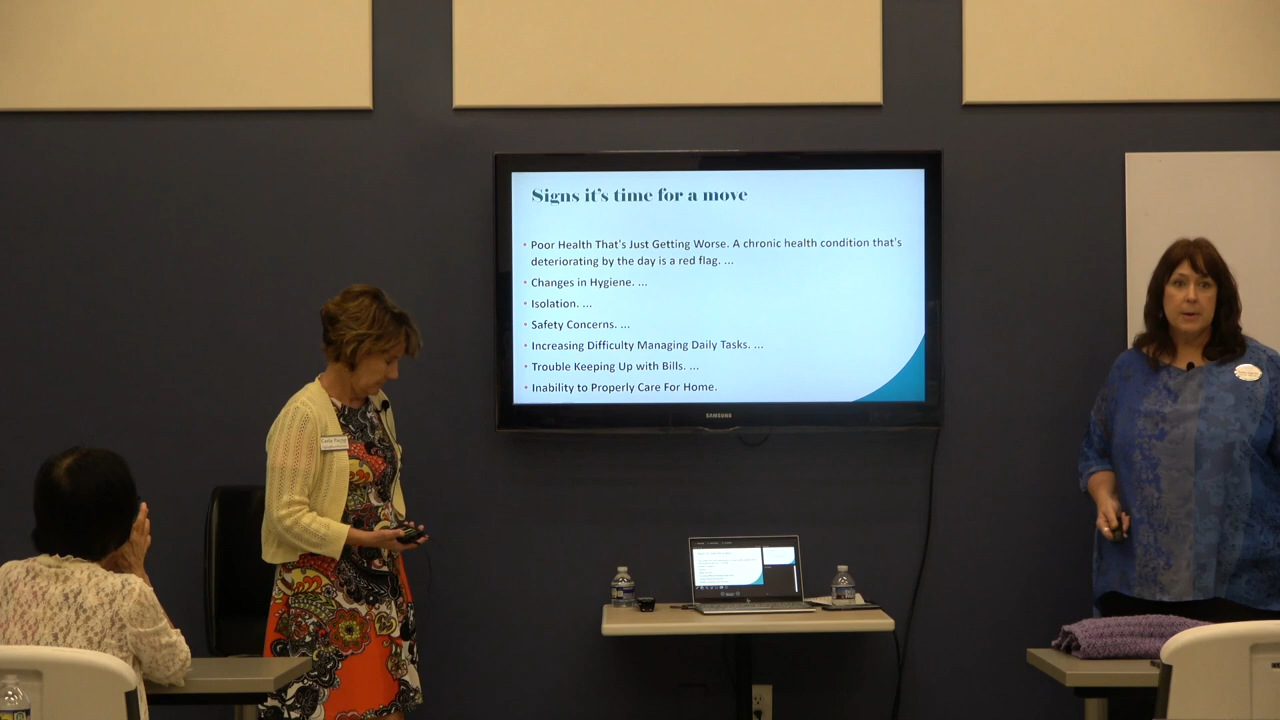 Signs it's time for a move
• Poor Health That's Just Getting Worse. A chronic health condition that's
deteriorating by the day is a red flag. ...
• Changes in Hygiene. ...
• Isolation. ...
• Safety Concerns. ...
• Increasing Difficulty Managing Daily Tasks. ...
• Trouble Keeping Up with Bills. ...
• Inability to Properly Care For Home.
SAMSUNG